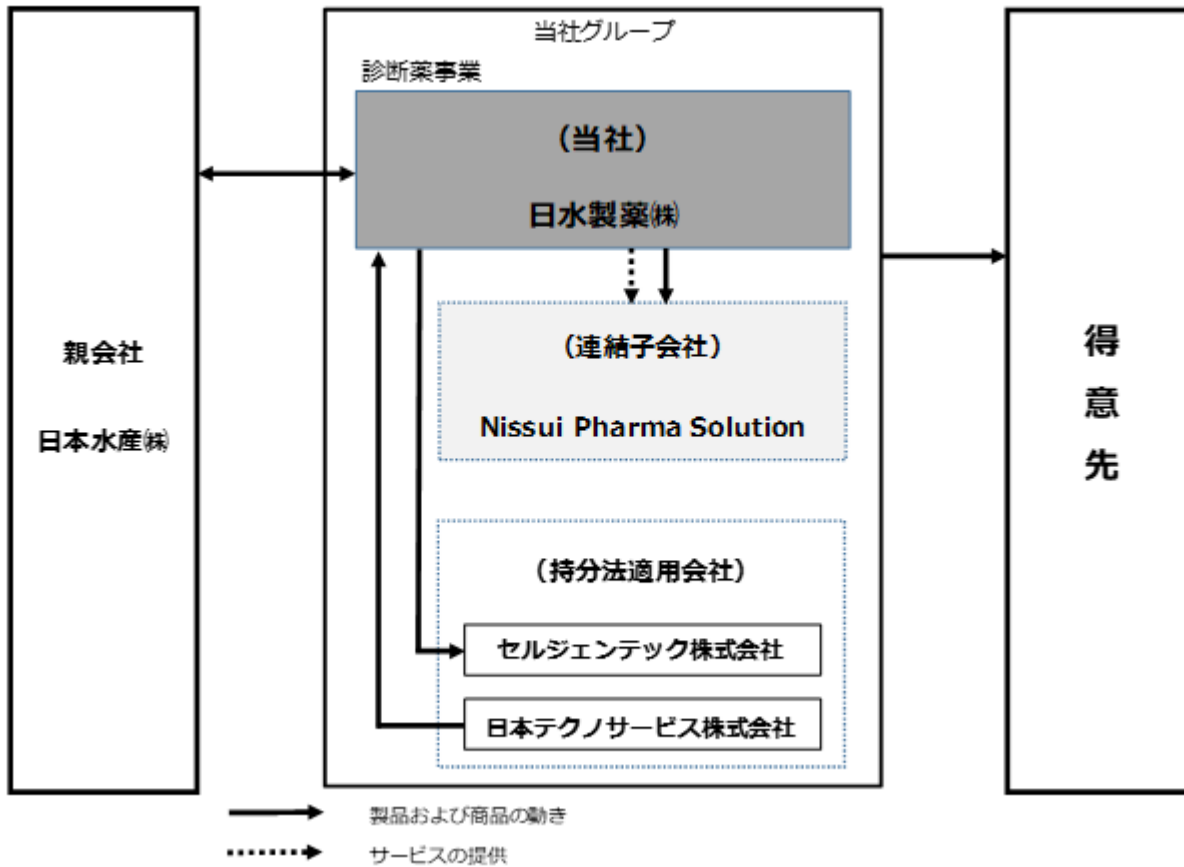 当社グループ
診断薬事業
（当社）
日水製薬㈱
親会社
日本水産㈱
（連結子会社）
Nissui Pharma Solution
（持分法適用会社）
セルジェンテック株式会社
日本テクノサービス株式会社
得
意
先
製品および商品の動き
サービスの提供